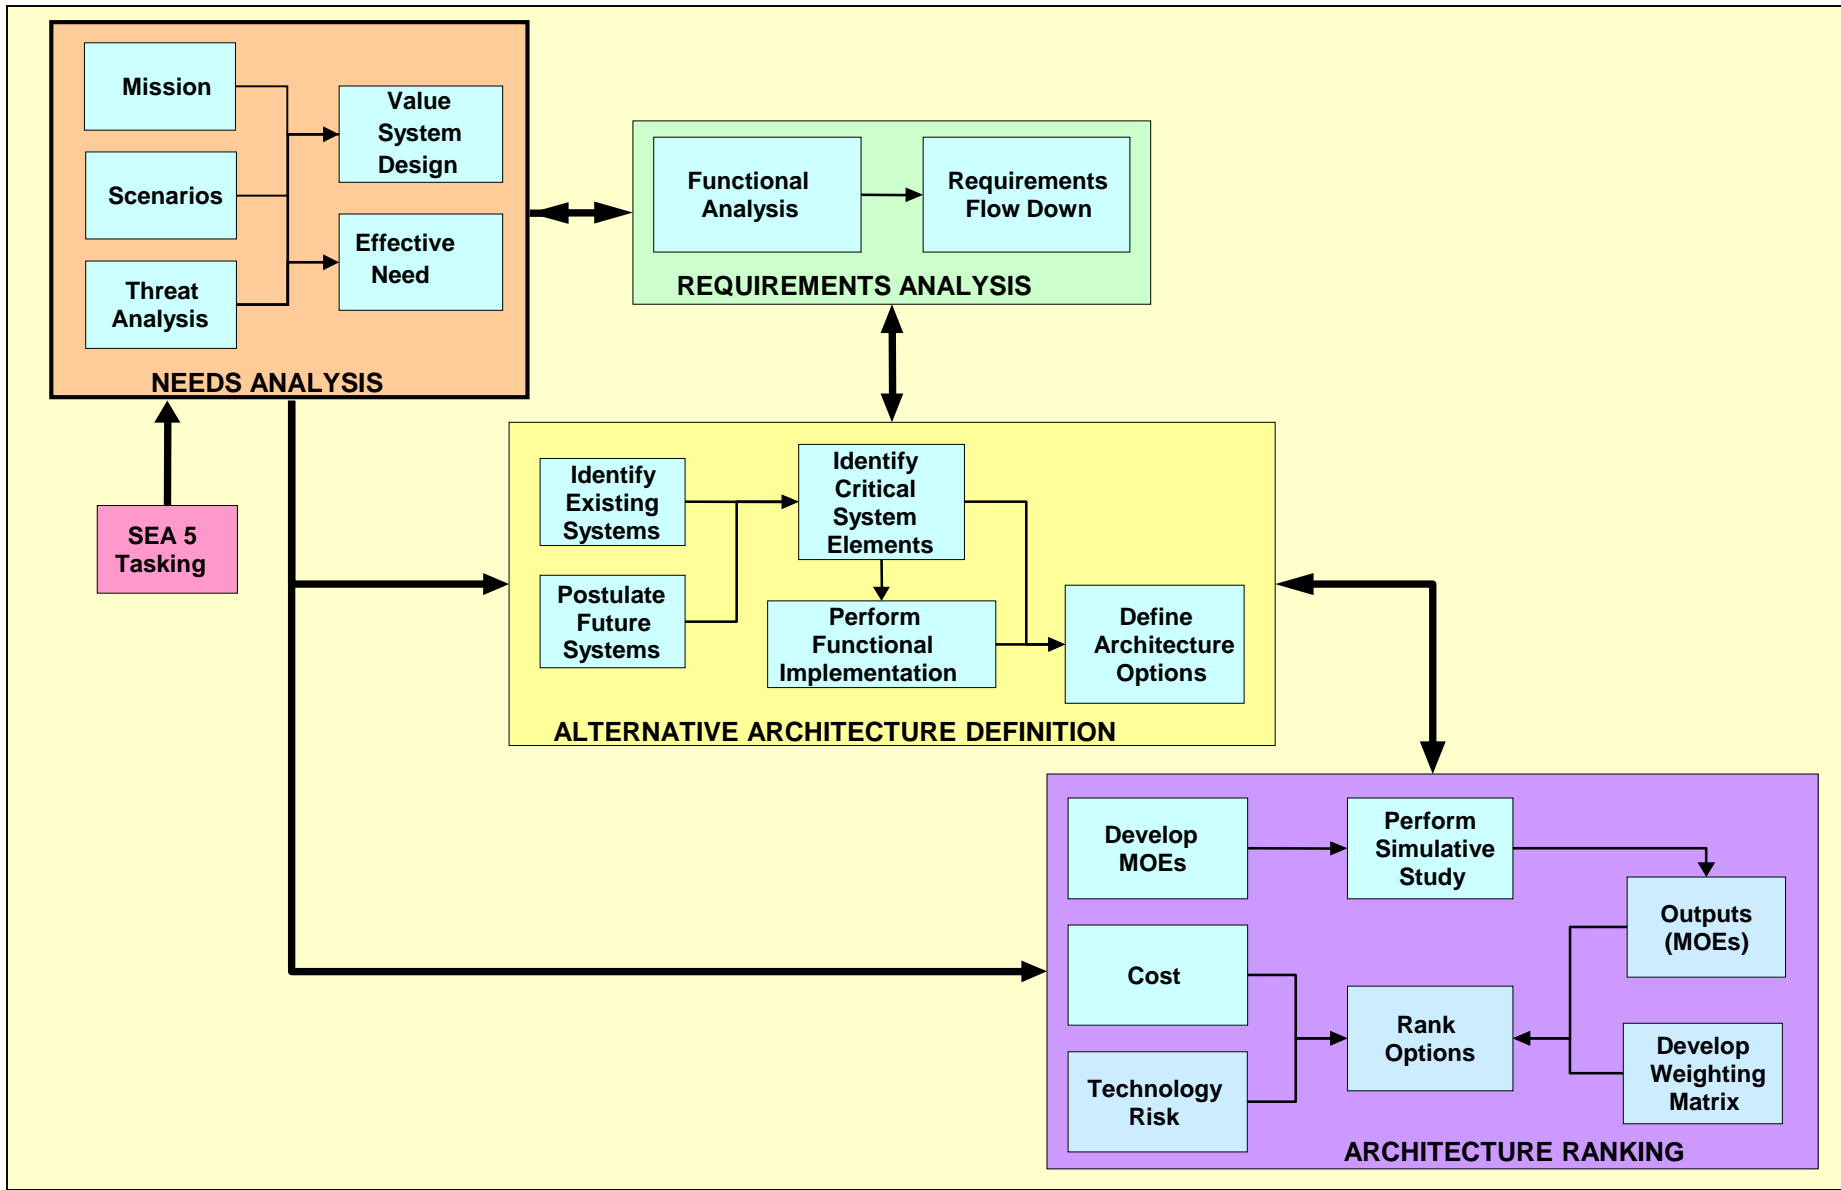 Mission
Scenarios
Threat
Analysis
Value
System
Design
Effective
Need
NEEDS ANALYSIS
SEA 5
Tasking
Functional
Analysis
Requirements
Flow Down
REQUIREMENTS ANALYSIS
Identify
Existing
Systems
Postulate
Future
Systems
Identify
Critical
System
Elements
Perform
Functional
Implementation
Define
Architecture
Options
ALTERNATIVE ARCHITECTURE DEFINITION
Develop
MOEs
Perform
Simulative
Study
Outputs
(MOEs)
Cost
Technology
Risk
Rank
Options
Develop
Weighting
Matrix
ARCHITECTURE RANKING